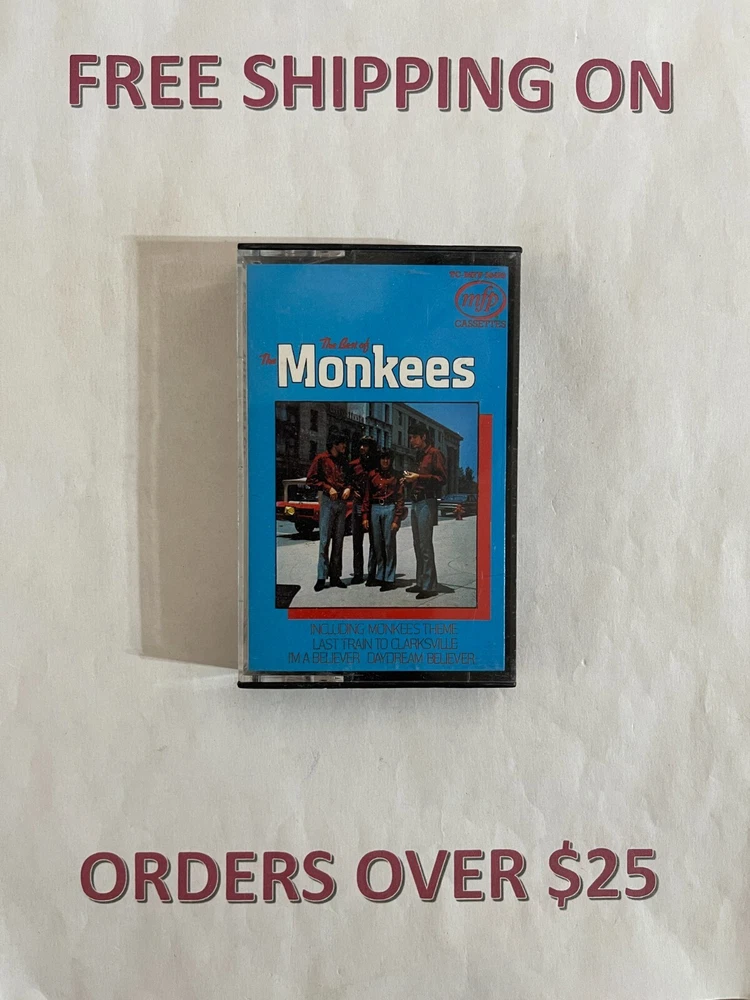 FREE SHIPPING ON
mfp
CASSETTES
The Best of
The Monkees
INCLUDING MONKEES THEME
LAST TRAIN TO CLARKSVILLE
I'M A BELIEVER DAYDREAM BELIEVER
ORDERS OVER $25